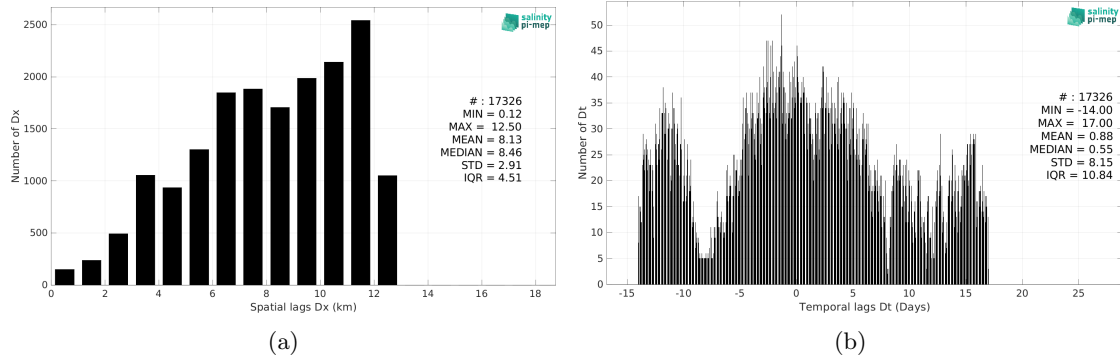 2500
2000
1500
1000
500
0
Number of Dx
0 2 4 6 8 10 12 14 16 18
Spatial lags Dx (km)
salinity
pi-mep
# : 17326
MIN = 0.12
MAX = 12.50
MEAN = 8.13
MEDIAN = 8.46
STD = 2.91
IQR = 4.51
(a)
50
45
40
35
30
25
20
15
10
5
0
Number of Dt
-15 -10 -5 0 5 10 15 20 25
Temporal lags Dt (Days)
salinity
pi-mep
# : 17326
MIN = -14.00
MAX = 17.00
MEAN = 0.88
MEDIAN = 0.55
STD = 8.15
IQR = 10.84
(b)